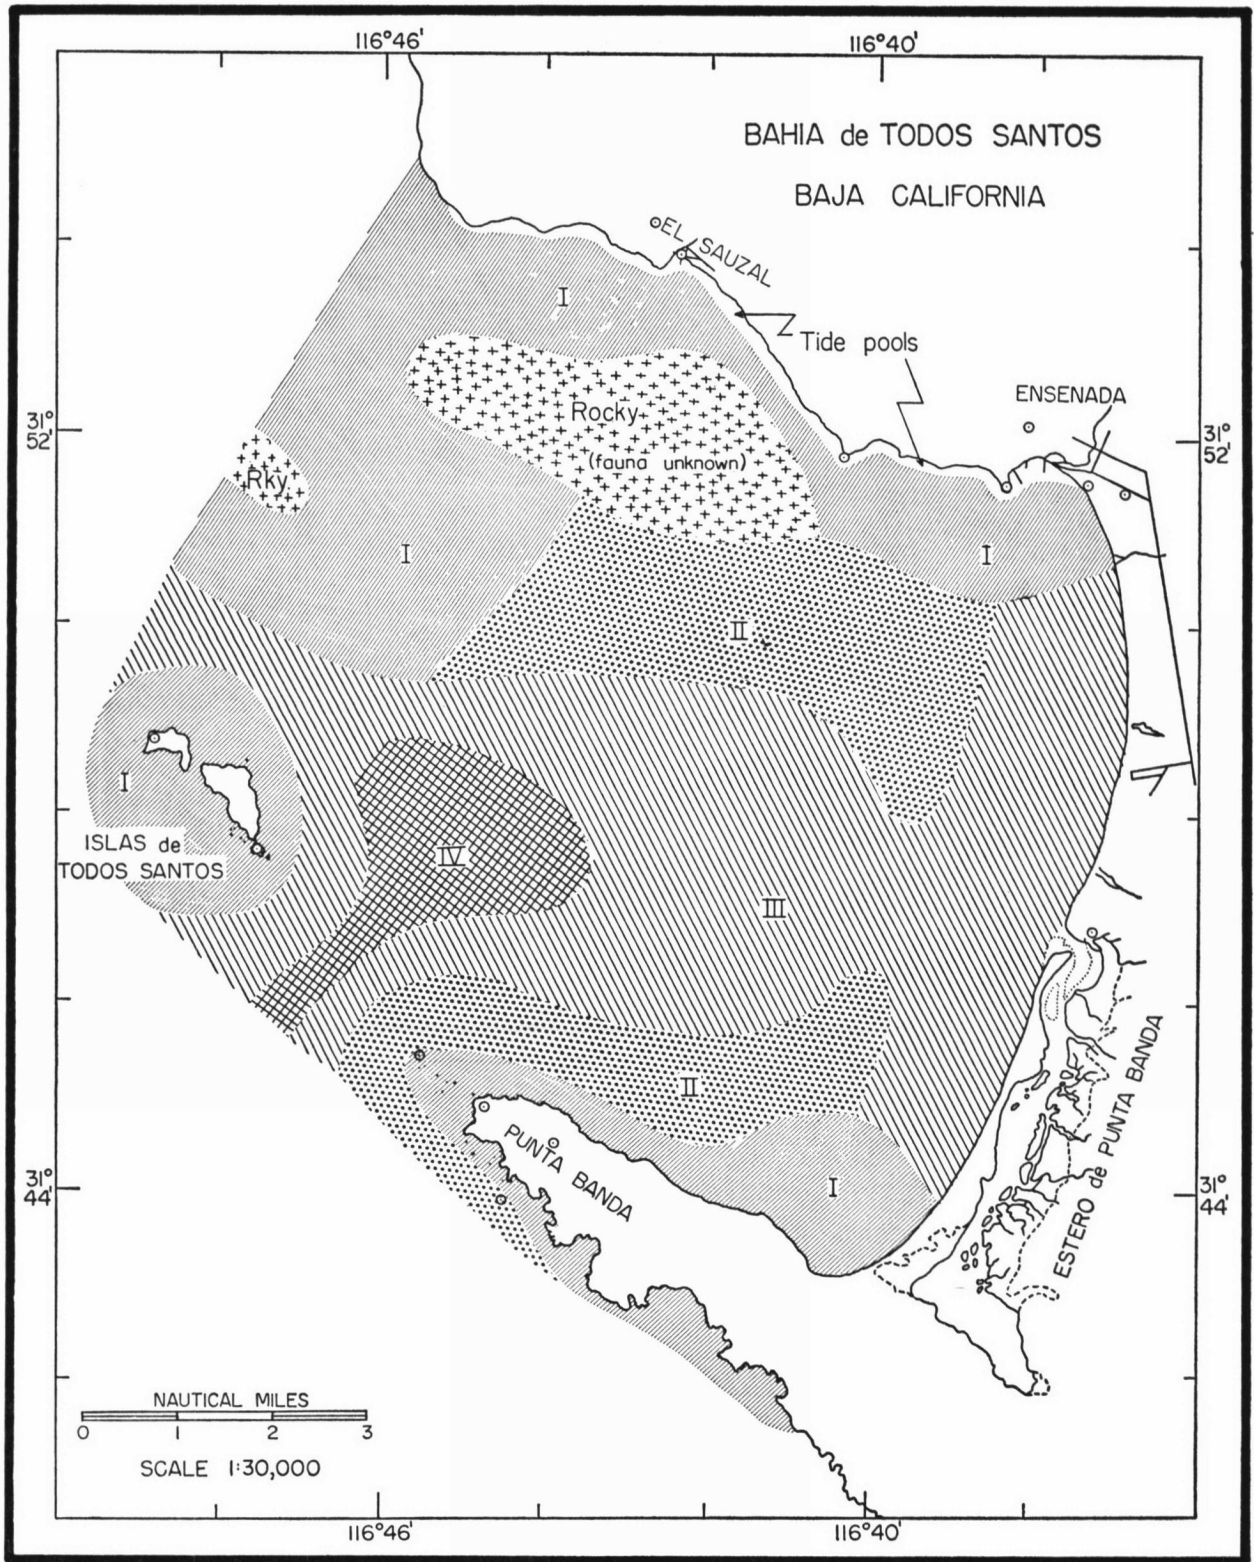 116°46'
116°40'
BAHIA de TODOS SANTOS
BAJA CALIFORNIA
EL SAUZAL
I
Tide pools
ENSENADA
Rocky
(fauna unknown)
31°
52'
31°
52'
Rky
I
I
II
I
ISLAS de
TODOS SANTOS
IV
III
II
PUNTA BANDA
I
ESTERO de PUNTA BANDA
31°
44'
31°
44'
NAUTICAL MILES
0 1 2 3
SCALE 1:30,000
116°46'
116°40'